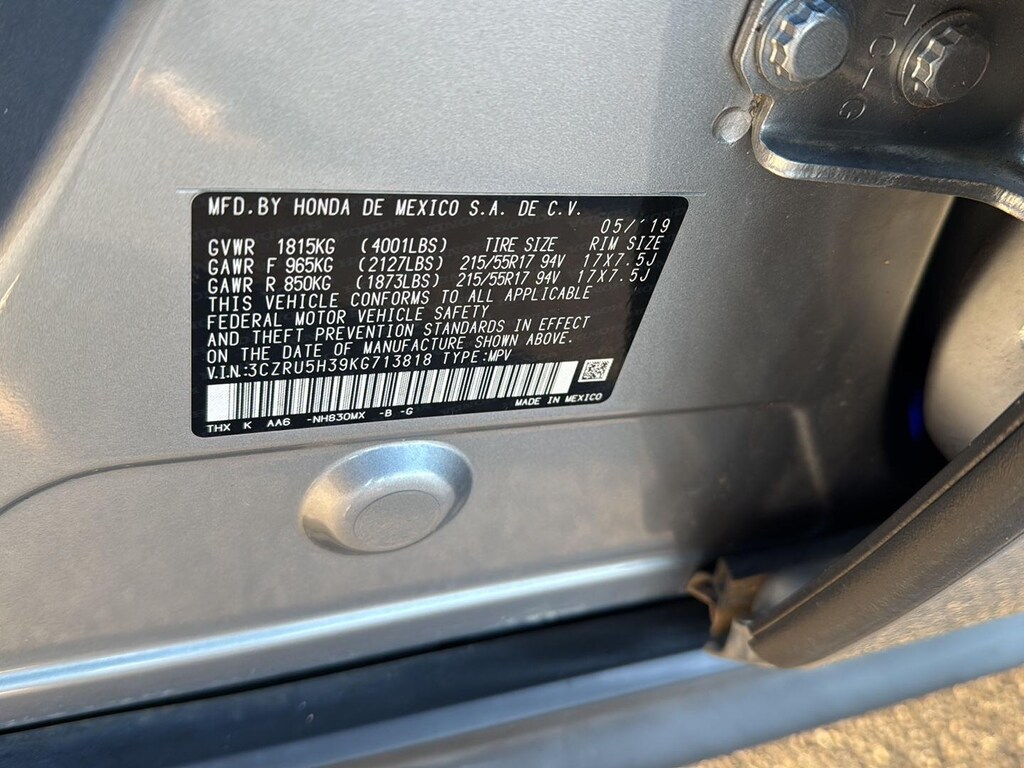 MFD.BY HONDA DE MEXICO S.A. DE C.V.
05/'19
GVWR 1815KG (4001LBS) TIRE SIZE RIM SIZE
GAWR F 965KG (2127LBS) 215/55R17 94V 17X7.5J
GAWR R 850KG (1873LBS) 215/55R17 94V 17X7.5J
THIS VEHICLE CONFORMS TO ALL APPLICABLE
FEDERAL MOTOR VEHICLE SAFETY
AND THEFT PREVENTION STANDARDS IN EFFECT
ON THE DATE OF MANUFACTURE SHOWN ABOVE.
V.I.N:3CZRU5H39KG713818 TYPE:MPV
MADE IN MEXICO
THX K AA6 -NH830MX -B -G